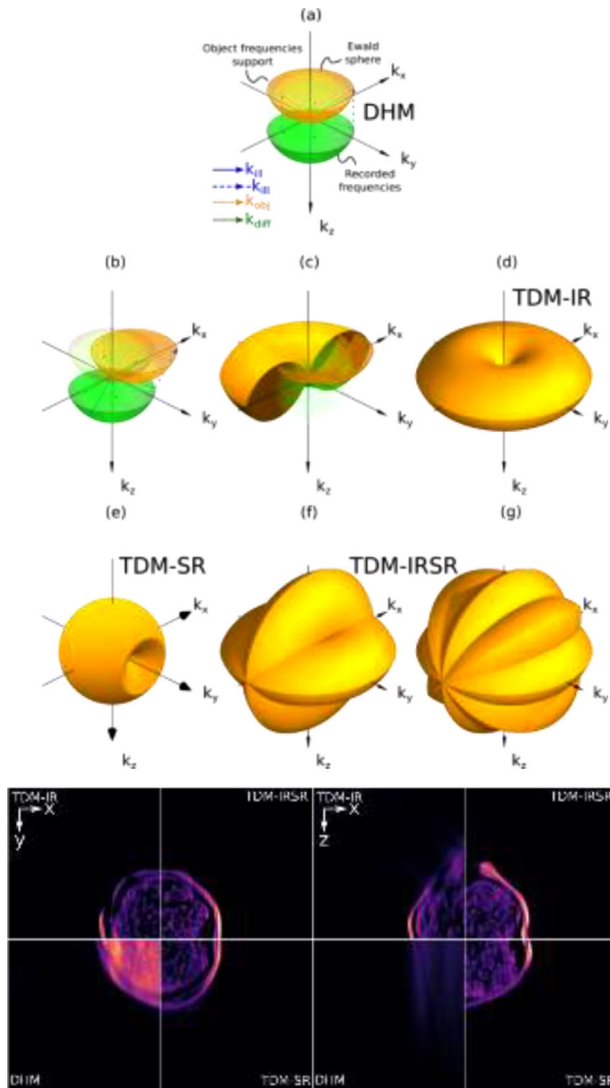 (a)
Object frequencies
support
Ewald
sphere
kx
DHM
ky
kill
-kill
kobj
kdiff
Recorded
frequencies
kz
(b)
(c)
(d)
TDM-IR
kx
kx
kx
ky
ky
ky
kz
kz
kz
(e)
(f)
(g)
TDM-SR
TDM-IRSR
kx
kx
kx
ky
ky
ky
kz
kz
kz
TDM-IR
TDM-IRSR
TDM-IR
TDM-IRSR
x
x
y
z
DHM
TDM-SR
DHM
TDM-SR